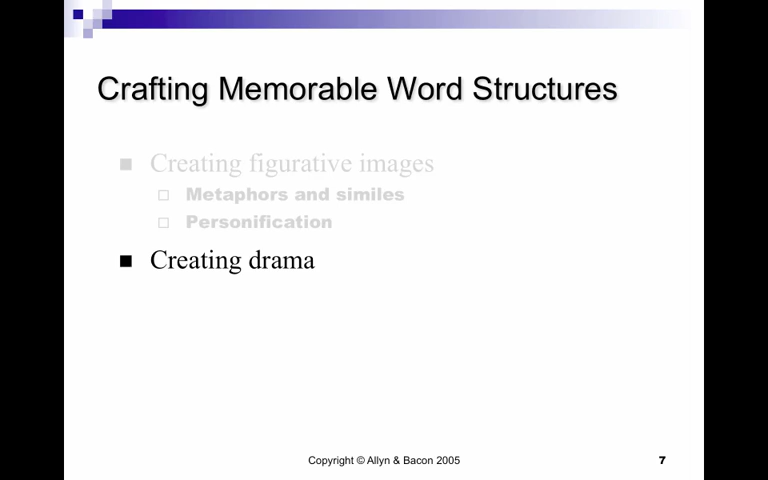 Crafting Memorable Word Structures
Creating figurative images
Metaphors and similes
Personification
Creating drama
Copyright © Allyn & Bacon 2005
7